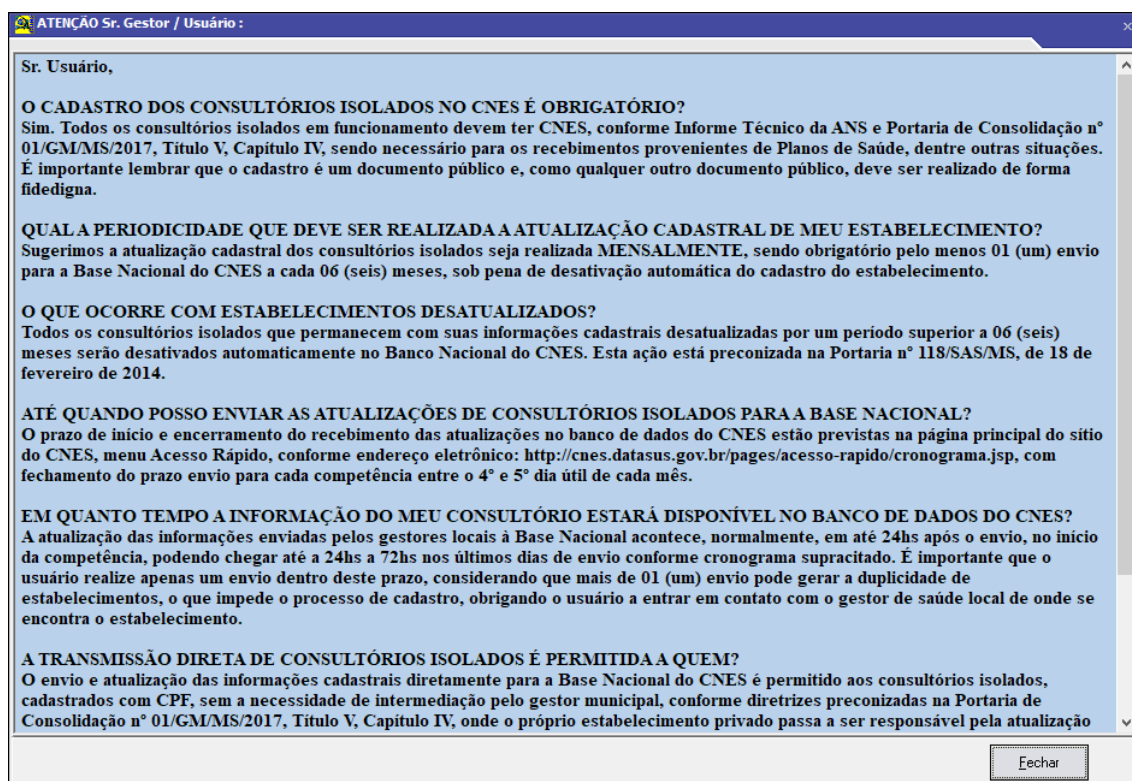 ATENÇÃO Sr. Gestor / Usuário :
Sr. Usuário,
O CADASTRO DOS CONSULTÓRIOS ISOLADOS NO CNES É OBRIGATÓRIO?
Sim. Todos os consultórios isolados em funcionamento devem ter CNES, conforme Informe Técnico da ANS e Portaria de Consolidação n°
01/GM/MS/2017, Título V, Capítulo IV, sendo necessário para os recebimentos provenientes de Planos de Saúde, dentre outras situações.
É importante lembrar que o cadastro é um documento público e, como qualquer outro documento público, deve ser realizado de forma
fidedigna.
QUAL A PERIODICIDADE QUE DEVE SER REALIZADA A ATUALIZAÇÃO CADASTRAL DE MEU ESTABELECIMENTO?
Sugerimos a atualização cadastral dos consultórios isolados seja realizada MENSALMENTE, sendo obrigatório pelo menos 01 (um) envio
para a Base Nacional do CNES a cada 06 (seis) meses, sob pena de desativação automática do cadastro do estabelecimento.
O QUE OCORRE COM ESTABELECIMENTOS DESATUALIZADOS?
Todos os consultórios isolados que permanecem com suas informações cadastrais desatualizadas por um período superior a 06 (seis)
meses serão desativados automaticamente no Banco Nacional do CNES. Esta ação está preconizada na Portaria n° 118/SAS/MS, de 18 de
fevereiro de 2014.
ATÉ QUANDO POSSO ENVIAR AS ATUALIZAÇÕES DE CONSULTÓRIOS ISOLADOS PARA A BASE NACIONAL?
O prazo de início e encerramento do recebimento das atualizações no banco de dados do CNES estão previstas na página principal do sítio
do CNES, menu Acesso Rápido, conforme endereço eletrônico: http://cnes.datasus.gov.br/pages/acesso-rapido/cronograma.jsp, com
fechamento do prazo envio para cada competência entre o 4° e 5° dia útil de cada mês.
EM QUANTO TEMPO A INFORMAÇÃO DO MEU CONSULTÓRIO ESTARÁ DISPONÍVEL NO BANCO DE DADOS DO CNES?
A atualização das informações enviadas pelos gestores locais à Base Nacional acontece, normalmente, em até 24hs após o envio, no início
da competência, podendo chegar até a 24hs a 72hs nos últimos dias de envio conforme cronograma supracitado. É importante que o
usuário realize apenas um envio dentro deste prazo, considerando que mais de 01 (um) envio pode gerar a duplicidade de
estabelecimentos, o que impede o processo de cadastro, obrigando o usuário a entrar em contato com o gestor de saúde local de onde se
encontra o estabelecimento.
A TRANSMISSÃO DIRETA DE CONSULTÓRIOS ISOLADOS É PERMITIDA A QUEM?
O envio e atualização das informações cadastrais diretamente para a Base Nacional do CNES é permitido aos consultórios isolados,
cadastrados com CPF, sem a necessidade de intermediação pelo gestor municipal, conforme diretrizes preconizadas na Portaria de
Consolidação n° 01/GM/MS/2017, Título V, Capítulo IV, onde o próprio estabelecimento privado passa a ser responsável pela atualização
Fechar